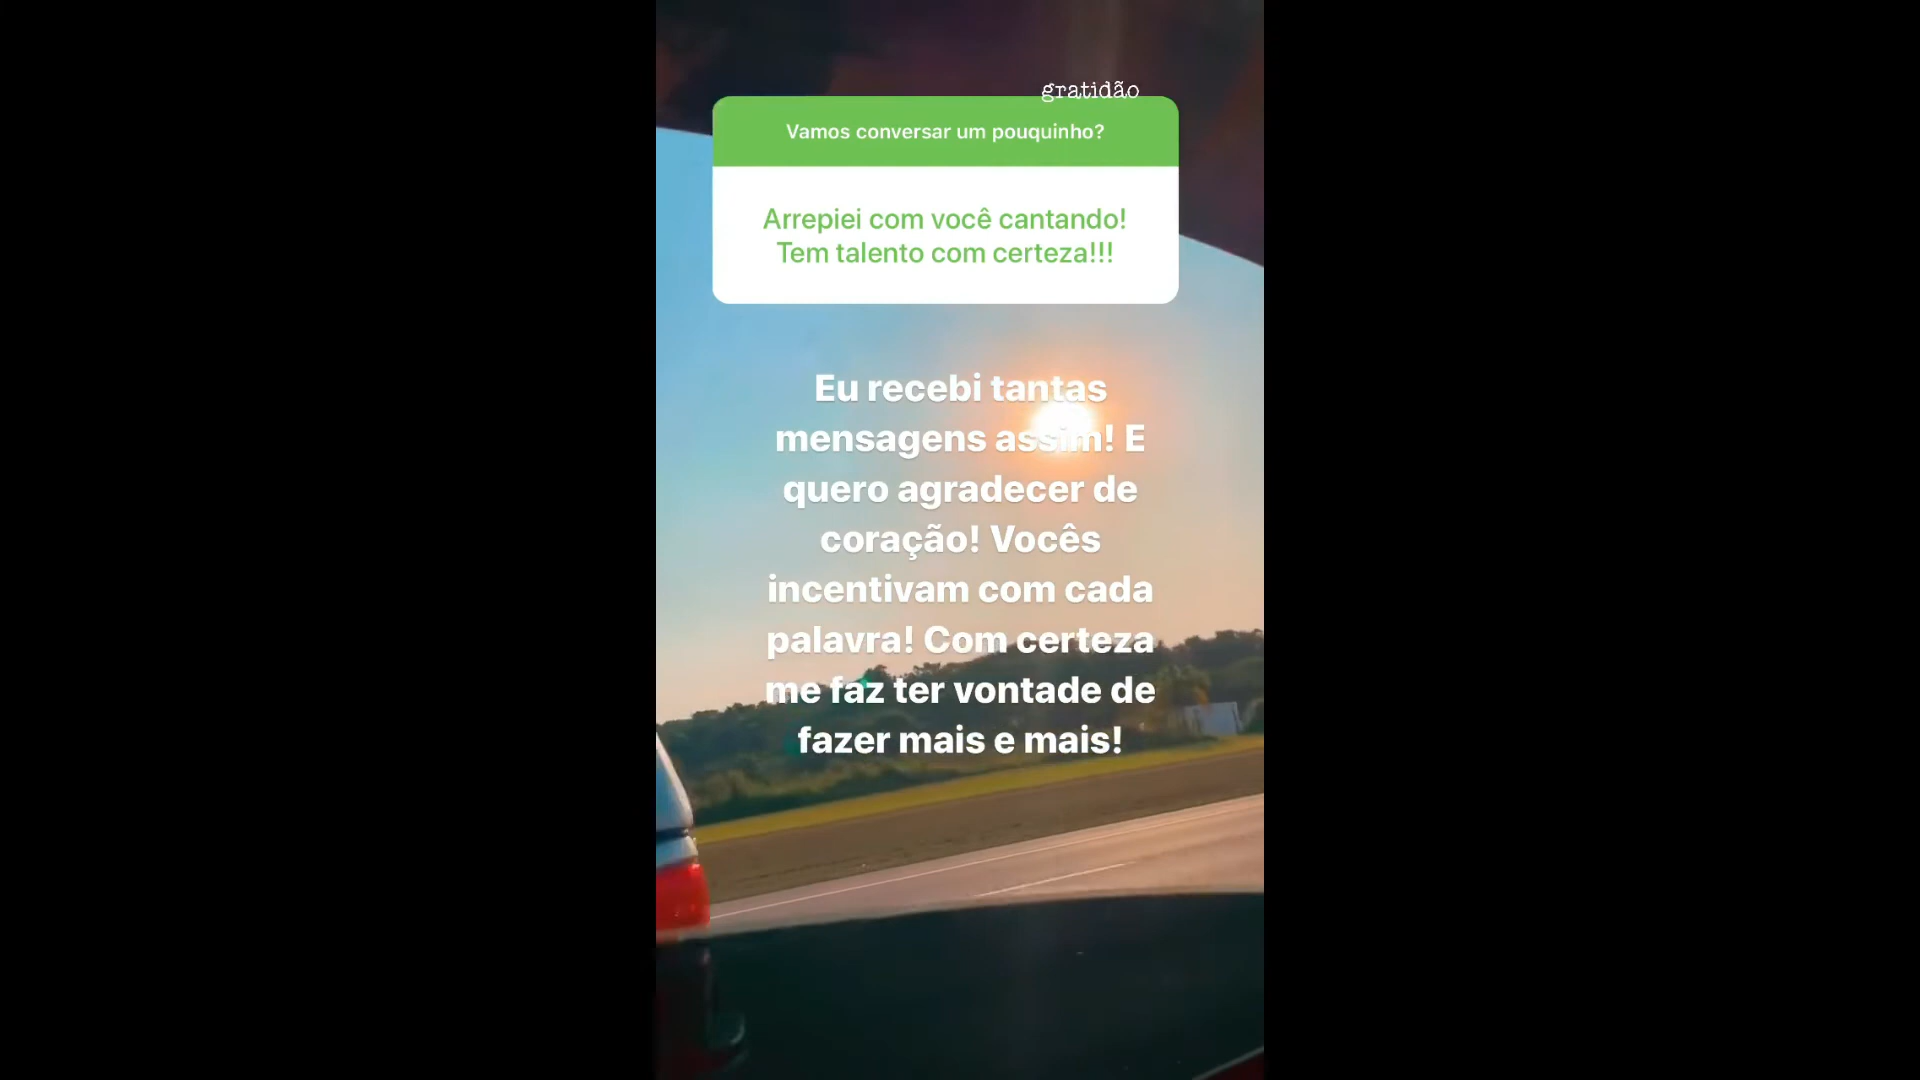 gratidão
Vamos conversar um pouquinho?
Arrepiei com você cantando!
Tem talento com certeza!!!
Eu recebi tantas
mensagens assim! E
quero agradecer de
coração! Vocês
incentivam com cada
palavra! Com certeza
me faz ter vontade de
fazer mais e mais!